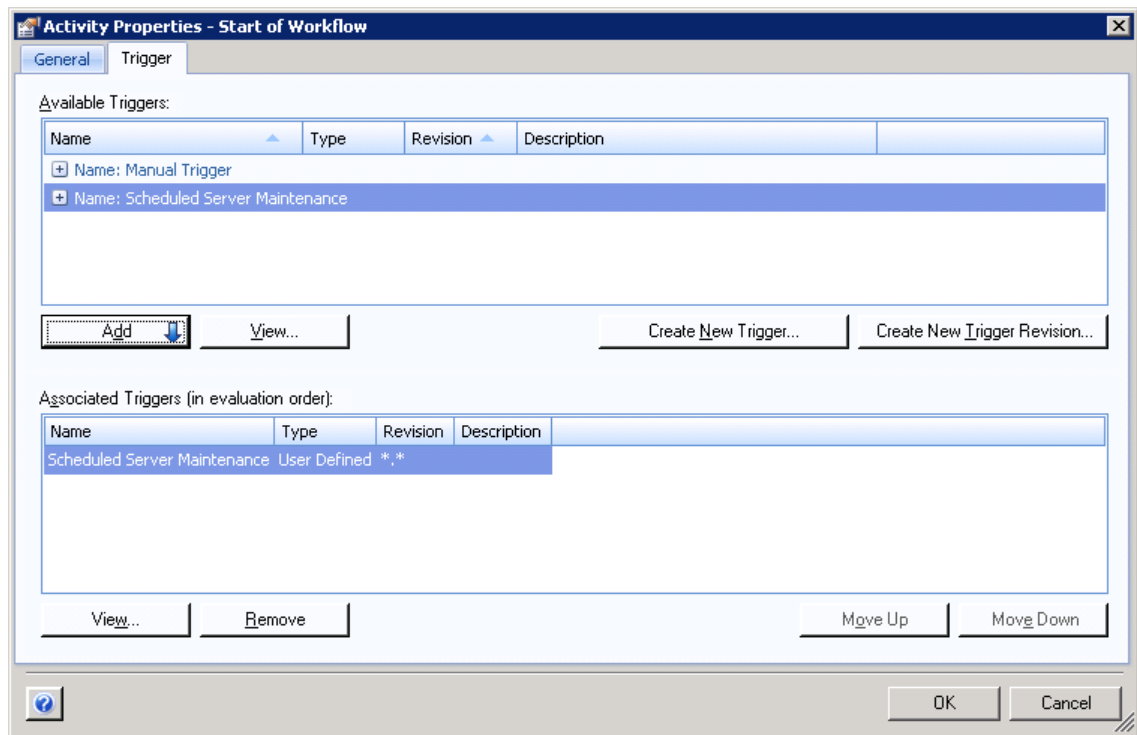 Activity Properties - Start of Workflow
General Trigger
Available Triggers:
Name Type Revision Description
Name: Manual Trigger
Name: Scheduled Server Maintenance
Add View... Create New Trigger... Create New Trigger Revision...
Associated Triggers (in evaluation order):
Name Type Revision Description
Scheduled Server Maintenance User Defined *.*
View... Remove Move Up Move Down
OK Cancel